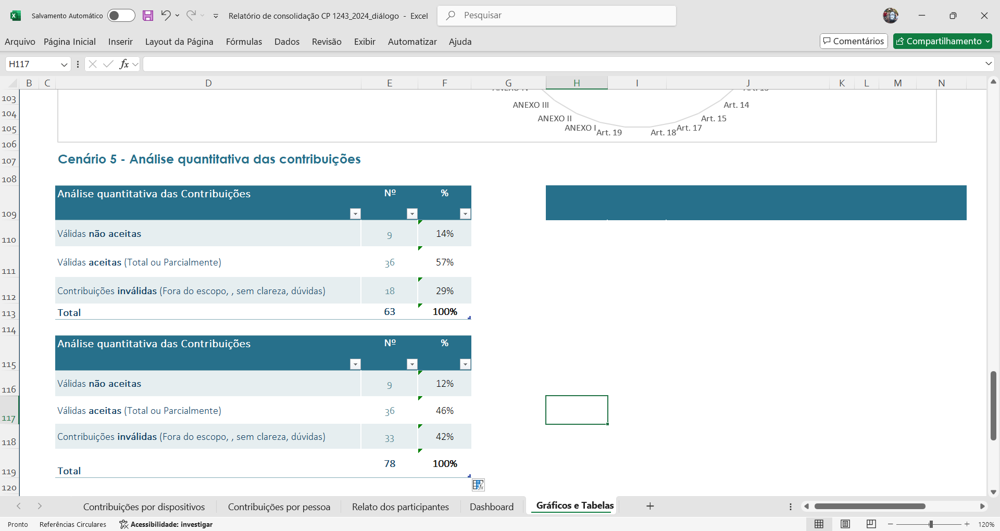 Salvamento Automático
Relatório de consolidação CP 1243_2024_diálogo - Excel
Pesquisar
Arquivo Página Inicial Inserir Layout da Página Fórmulas Dados Revisão Exibir Automatizar Ajuda
Comentários Compartilhamento
H117 fx
B C D E F G H I J K L M N
103
104 ANEXO III Art. 14
105 ANEXO II Art. 15
ANEXO I Art. 19 Art. 18 Art. 17
106
107 Cenário 5 - Análise quantitativa das contribuições
108
109 Análise quantitativa das Contribuições Nº %
110 Válidas não aceitas 9 14%
111 Válidas aceitas (Total ou Parcialmente) 36 57%
112 Contribuições inválidas (Fora do escopo, , sem clareza, dúvidas) 18 29%
113 Total 63 100%
114
115 Análise quantitativa das Contribuições Nº %
116 Válidas não aceitas 9 12%
117 Válidas aceitas (Total ou Parcialmente) 36 46%
118 Contribuições inválidas (Fora do escopo, , sem clareza, dúvidas) 33 42%
119 Total 78 100%
120
Contribuições por dispositivos Contribuições por pessoa Relato dos participantes Dashboard Gráficos e Tabelas
Pronto Referências Circulares Acessibilidade: investigar 120%